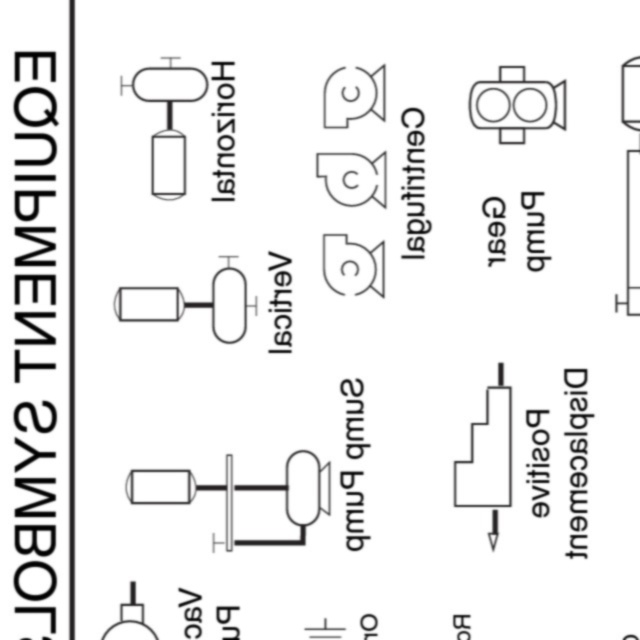 EQUIPMENT SYMBOLS
Horizontal
Vertical
Sump Pump
Centrifugal
Gear
Pump
Positive
Displacement